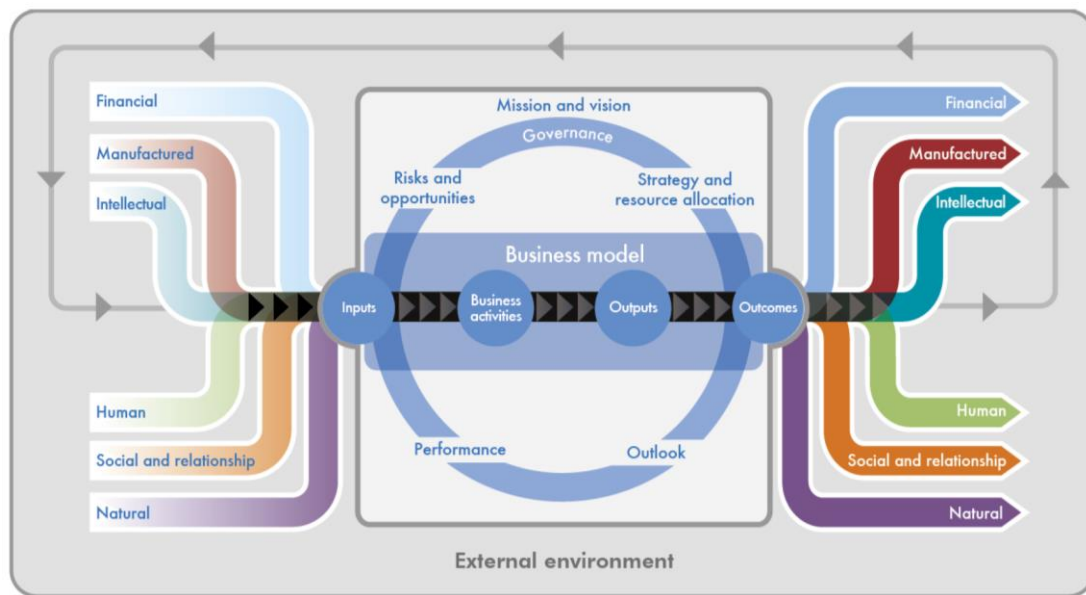 Financial
Manufactured
Intellectual
Human
Social and relationship
Natural
Mission and vision
Governance
Risks and
opportunities
Strategy and
resource allocation
Business model
Inputs
Business
activities
Outputs
Outcomes
Performance
Outlook
Financial
Manufactured
Intellectual
Human
Social and relationship
Natural
External environment